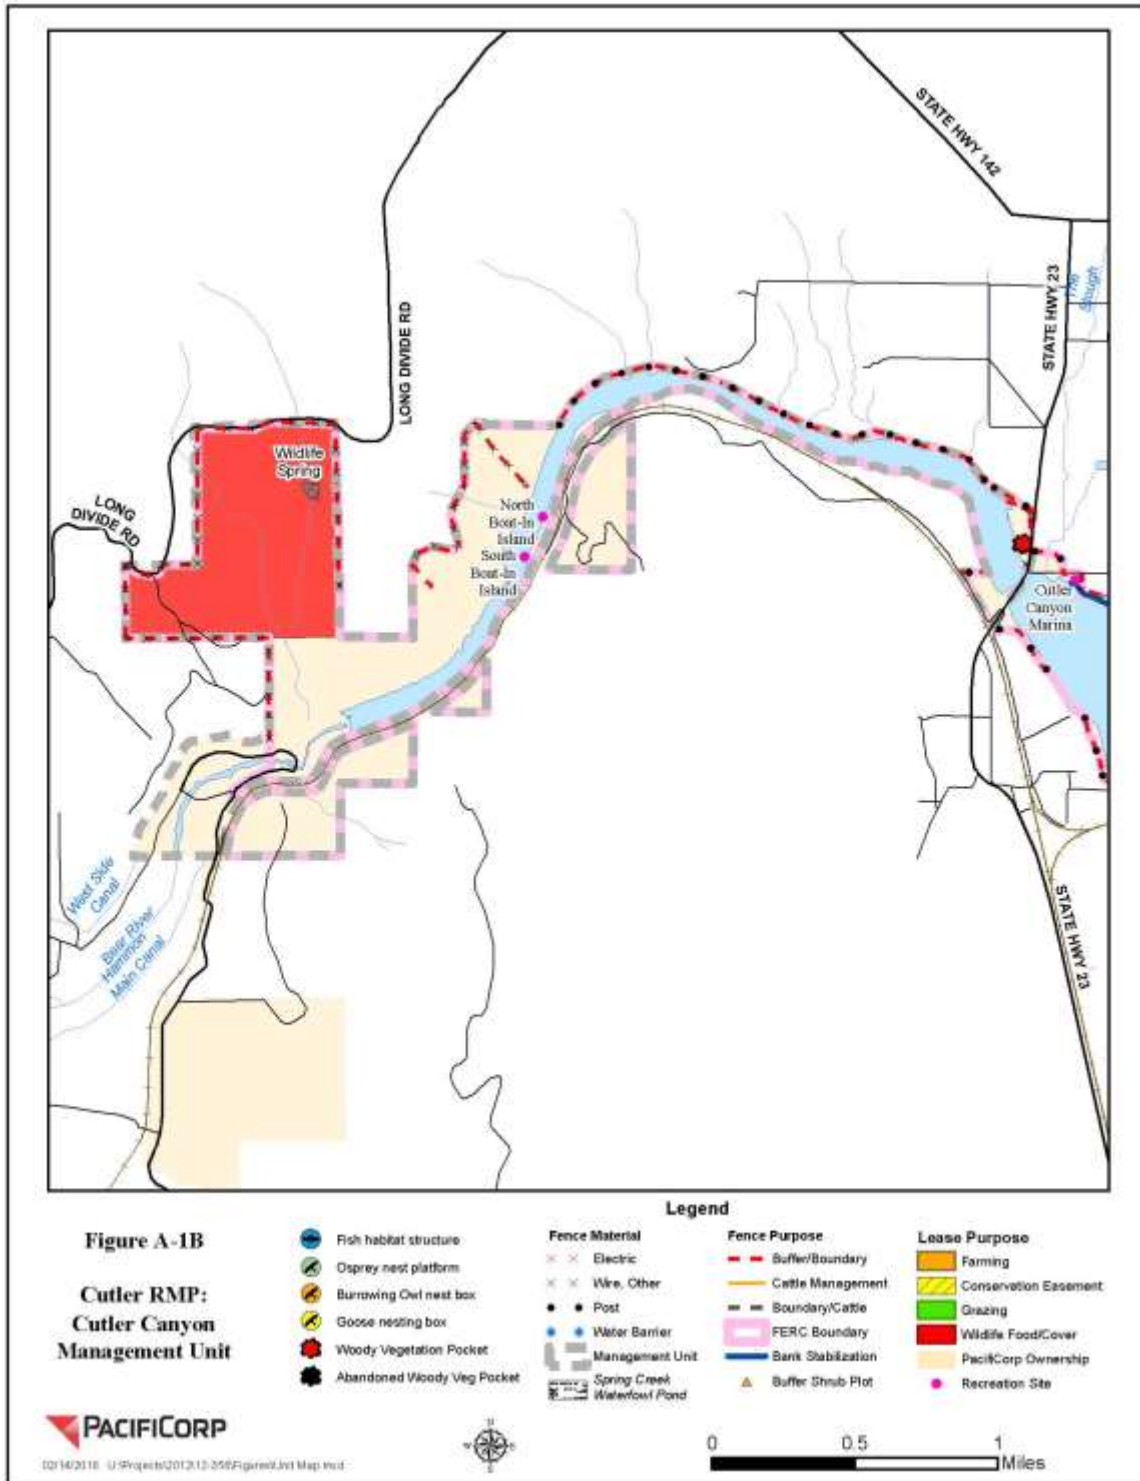 STATE HWY 142
STATE HWY 23
The
Slough
LONG DIVIDE RD
Wildlife
Spring
LONG
DIVIDE RD
North
Boat-In
Island
South
Boat-In
Island
Cutler
Canyon
Marina
West Side
Canal
Bear River
Hammon
Main Canal
STATE HWY 23
Legend
Figure A-1B
Cutler RMP:
Cutler Canyon
Management Unit
Fish habitat structure
Osprey nest platform
Burrowing Owl nest box
Goose nesting box
Woody Vegetation Pocket
Abandoned Woody Veg Pocket
Fence Material
Electric
Wire, Other
Post
Water Barrier
Management Unit
Spring Creek
Waterfowl Pond
Fence Purpose
Buffer/Boundary
Cattle Management
Boundary/Cattle
FERC Boundary
Bank Stabilization
Buffer Shrub Plot
Lease Purpose
Farming
Conservation Easement
Grazing
Wildlife Food/Cover
PacifiCorp Ownership
Recreation Site
PACIFICORP
0 0.5 1
Miles